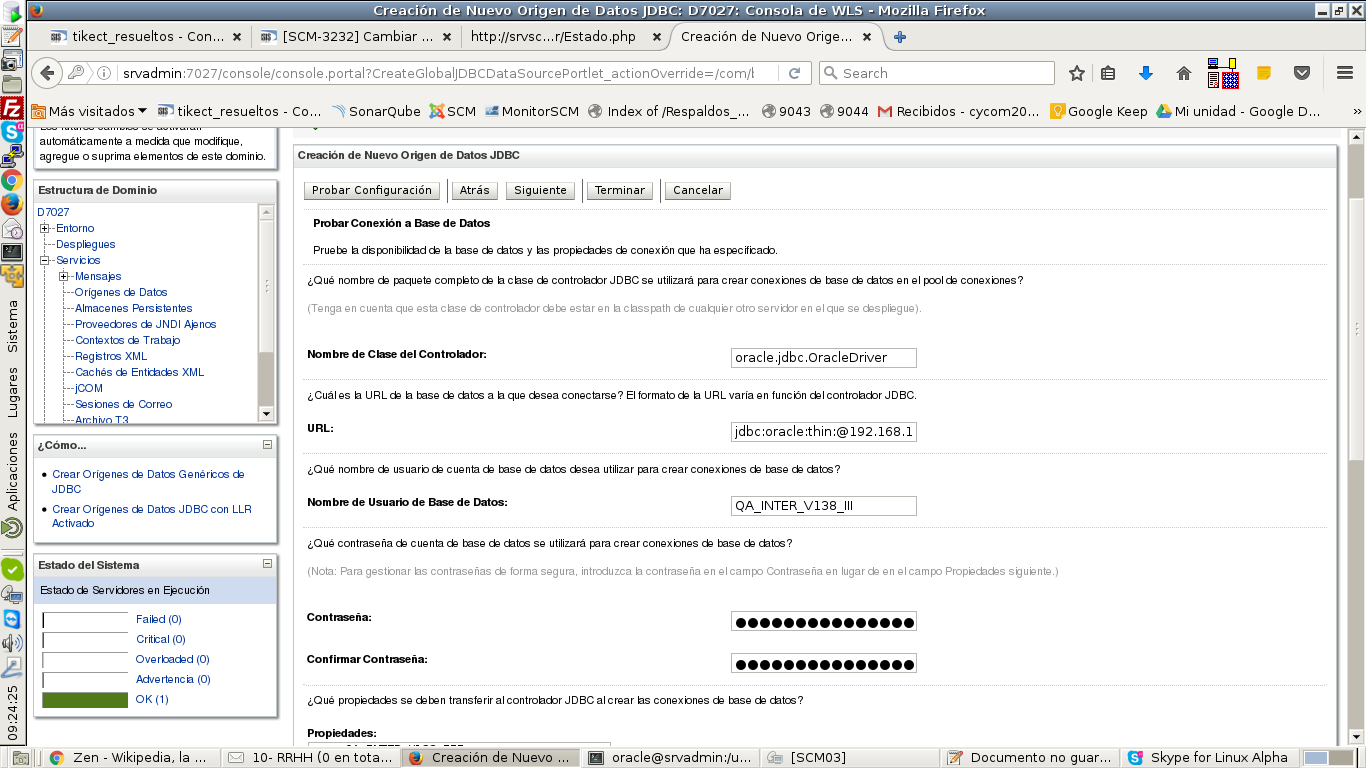 Creación de Nuevo Origen de Datos JDBC: D7027: Consola de WLS - Mozilla Firefox
tikect_resueltos - Con...
[SCM-3232] Cambiar ...
http://srvsc...r/Estado.php
Creación de Nuevo Orige...
srvadmin:7027/console/console.portal?CreateGlobalJDBCDataSourcePortlet_actionOverride=/com/
Search
Más visitados
tikect_resueltos - Co...
SonarQube
SCM
MonitorSCM
Index of /Respaldos_...
9043
9044
Recibidos - cycom20...
Google Keep
Mi unidad - Google D...
automáticamente a medida que modifique,
agregue o suprima elementos de este dominio.
Estructura de Dominio
D7027
Entorno
Despliegues
Servicios
Mensajes
Orígenes de Datos
Almacenes Persistentes
Proveedores de JNDI Ajenos
Contextos de Trabajo
Registros XML
Cachés de Entidades XML
jCOM
Sesiones de Correo
Archivo T3
¿Cómo...
Crear Orígenes de Datos Genéricos de
JDBC
Crear Orígenes de Datos JDBC con LLR
Activado
Estado del Sistema
Estado de Servidores en Ejecución
Failed (0)
Critical (0)
Overloaded (0)
Advertencia (0)
OK (1)
Creación de Nuevo Origen de Datos JDBC
Probar Configuración
Atrás
Siguiente
Terminar
Cancelar
Probar Conexión a Base de Datos
Pruebe la disponibilidad de la base de datos y las propiedades de conexión que ha especificado.
¿Qué nombre de paquete completo de la clase de controlador JDBC se utilizará para crear conexiones de base de datos en el pool de conexiones?
(Tenga en cuenta que esta clase de controlador debe estar en la classpath de cualquier otro servidor en el que se despliegue).
Nombre de Clase del Controlador:
oracle.jdbc.OracleDriver
¿Cuál es la URL de la base de datos a la que desea conectarse? El formato de la URL varía en función del controlador JDBC.
URL:
jdbc:oracle:thin:@192.168.1
¿Qué nombre de usuario de cuenta de base de datos desea utilizar para crear conexiones de base de datos?
Nombre de Usuario de Base de Datos:
QA_INTER_V138_III
¿Qué contraseña de cuenta de base de datos se utilizará para crear conexiones de base de datos?
(Nota: Para gestionar las contraseñas de forma segura, introduzca la contraseña en el campo Contraseña en lugar de en el campo Propiedades siguiente.)
Contraseña:
Confirmar Contraseña:
¿Qué propiedades se deben transferir al controlador JDBC al crear las conexiones de base de datos?
Propiedades:
Sistema
Lugares
Aplicaciones
09:24:25
Zen - Wikipedia, la ...
10- RRHH (0 en tota...
Creación de Nuevo ...
oracle@srvadmin:/u...
[SCM03]
Documento no guar...
Skype for Linux Alpha